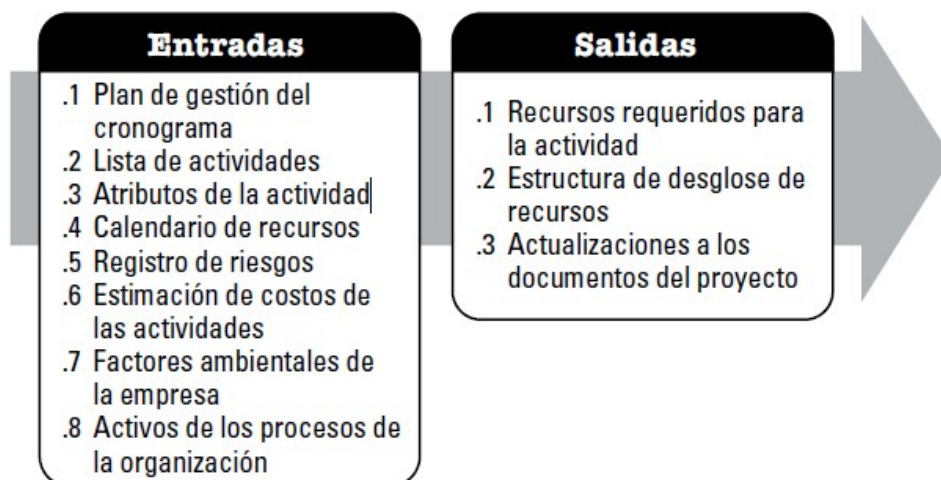 Entradas
.1 Plan de gestión del
cronograma
.2 Lista de actividades
.3 Atributos de la actividad
.4 Calendario de recursos
.5 Registro de riesgos
.6 Estimación de costos de
las actividades
.7 Factores ambientales de
la empresa
.8 Activos de los procesos de
la organización
Salidas
.1 Recursos requeridos para
la actividad
.2 Estructura de desglose de
recursos
.3 Actualizaciones a los
documentos del proyecto